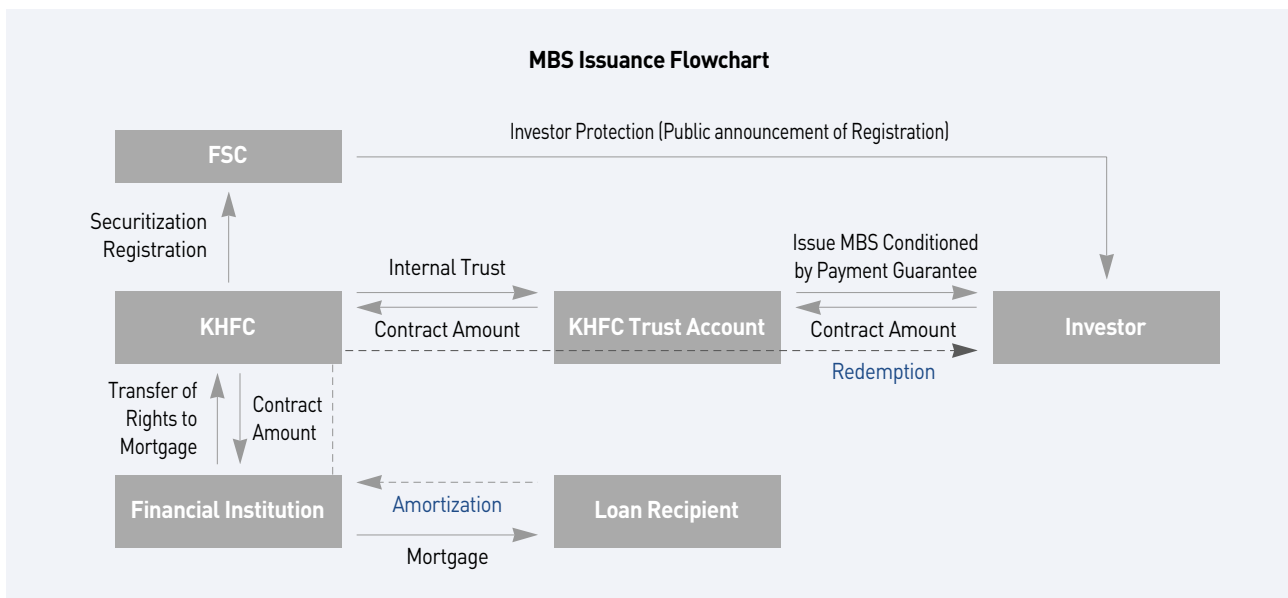 MBS Issuance Flowchart
Investor Protection (Public announcement of Registration)
FSC
Securitization
Registration
Internal Trust
Issue MBS Conditioned
by Payment Guarantee
KHFC
Contract Amount
KHFC Trust Account
Contract Amount
Investor
Redemption
Transfer of
Rights to
Mortgage
Contract
Amount
Financial Institution
Amortization
Loan Recipient
Mortgage